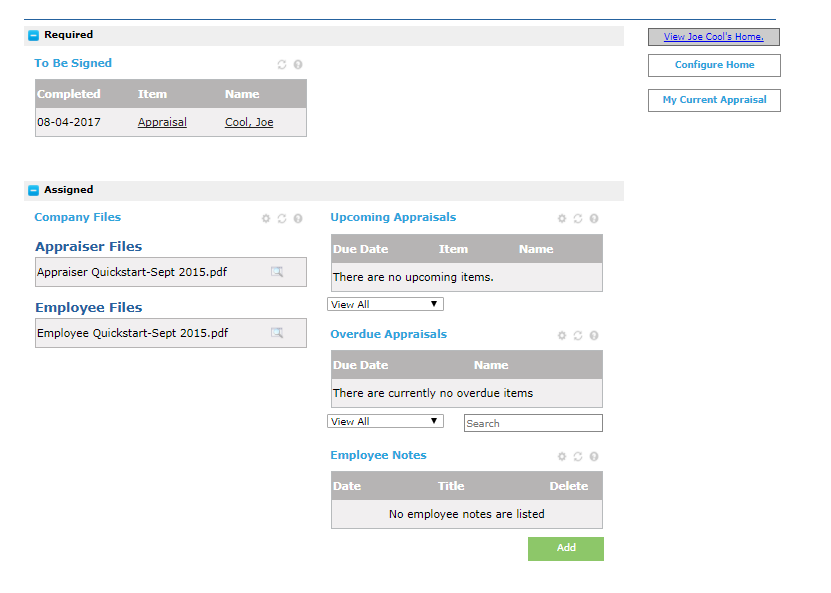 Required
To Be Signed
Completed Item Name
08-04-2017 Appraisal Cool, Joe
View Joe Cool's Home.
Configure Home
My Current Appraisal
Assigned
Company Files
Appraiser Files
Appraiser Quickstart-Sept 2015.pdf
Employee Files
Employee Quickstart-Sept 2015.pdf
Upcoming Appraisals
Due Date Item Name
There are no upcoming items.
View All
Overdue Appraisals
Due Date Name
There are currently no overdue items
View All Search
Employee Notes
Date Title Delete
No employee notes are listed
Add